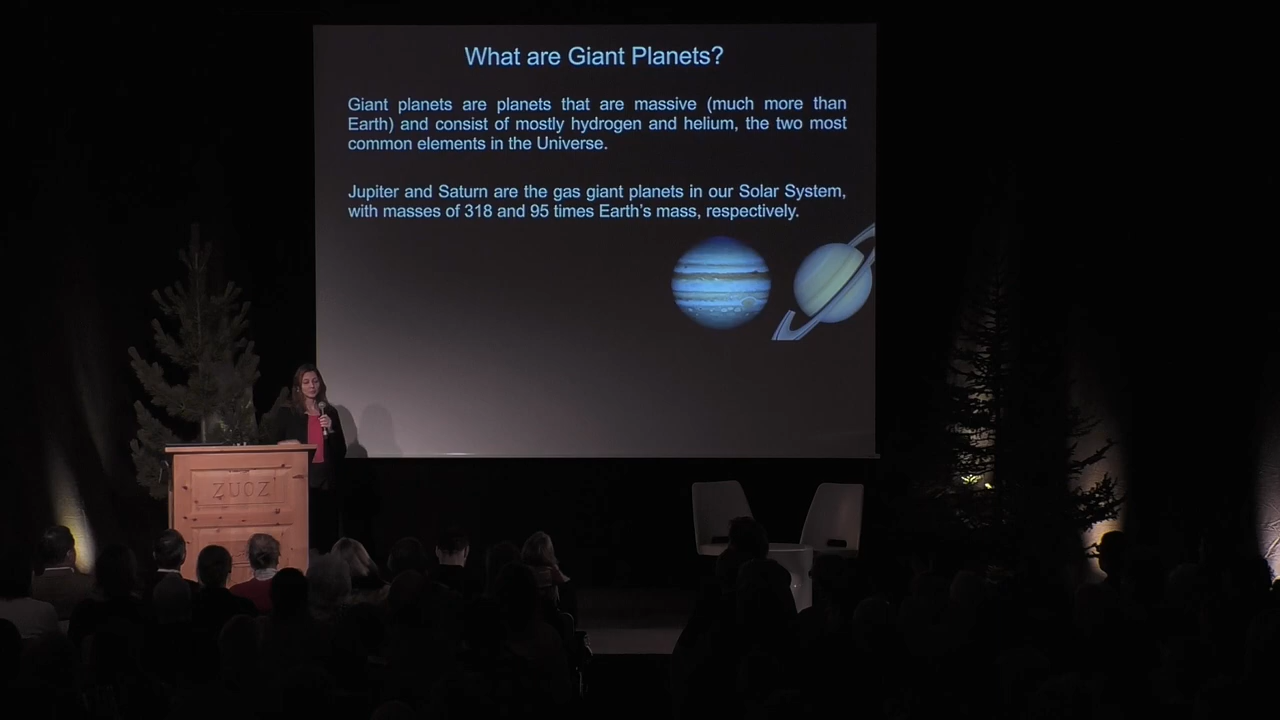 What are Giant Planets?
Giant planets are planets that are massive (much more than
Earth) and consist of mostly hydrogen and helium, the two most
common elements in the Universe.
Jupiter and Saturn are the gas giant planets in our Solar System,
with masses of 318 and 95 times Earth's mass, respectively.
ZUOZ